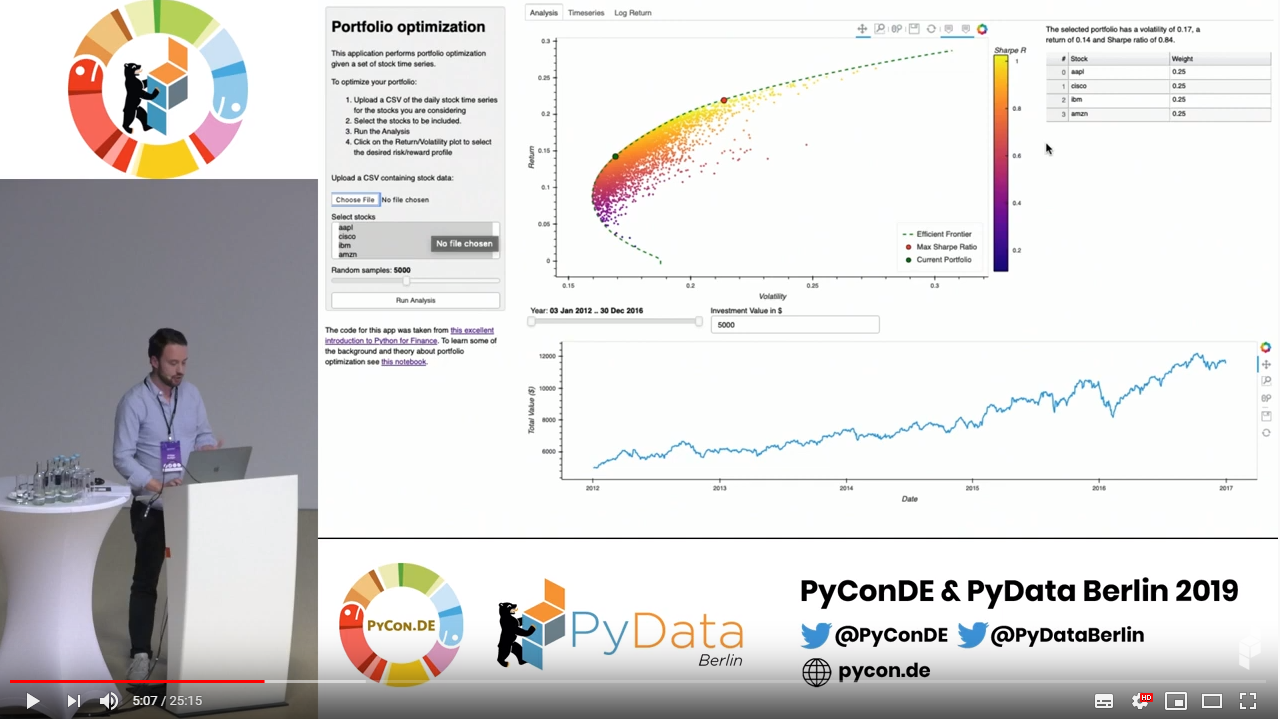 Portfolio optimization
This application performs portfolio optimization
given a set of stock time series.
To optimize your portfolio:
1. Upload a CSV of the daily stock time series
for the stocks you are considering
2. Select the stocks to be included.
3. Run the Analysis
4. Click on the Return/Volatility plot to select
the desired risk/reward profile
Upload a CSV containing stock data:
Choose File No file chosen
Select stocks
aapl
cisco
ibm
amzn
No file chosen
Random samples: 5000
Run Analysis
The code for this app was taken from this excellent
introduction to Python for Finance. To learn some of
the background and theory about portfolio
optimization see this notebook.
Analysis Timeseries Log Return
0.3
0.25
0.2
0.15
0.1
0.05
0
Return
0.15 0.2 0.25 0.3
Volatility
Efficient Frontier
Max Sharpe Ratio
Current Portfolio
Sharpe R
1
0.8
0.6
0.4
0.2
The selected portfolio has a volatility of 0.17, a
return of 0.14 and Sharpe ratio of 0.84.
# Stock Weight
0 aapl 0.25
1 cisco 0.25
2 ibm 0.25
3 amzn 0.25
Year: 03 Jan 2012 .. 30 Dec 2016
Investment Value in $
5000
12000
10000
8000
6000
Total Value ($)
2012 2013 2014 2015 2016 2017
Date
PyCon.DE
PyData
Berlin
PyConDE & PyData Berlin 2019
@PyConDE @PyDataBerlin
pycon.de
5:07 / 25:15
HD